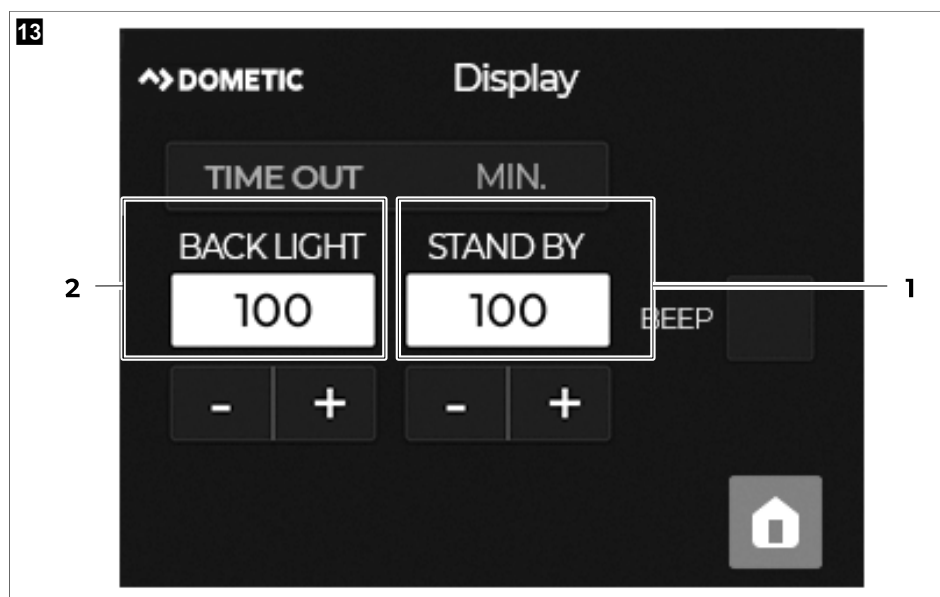 13
DOMETIC Display
TIME OUT MIN.
BACK LIGHT STAND BY
2 100 100 1
BEEP
- + - +